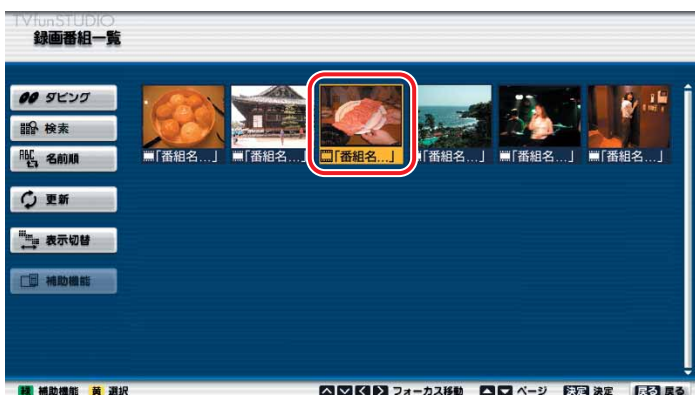 TVfunSTUDIO
録画番組一覧
ダビング
検索
ABC 名前順
更新
表示切替
補助機能
「番組名...」
「番組名...」
「番組名...」
「番組名...」
「番組名...」
「番組名...」
緑 補助機能 黄 選択
フォーカス移動 ページ 決定 決定 戻る 戻る